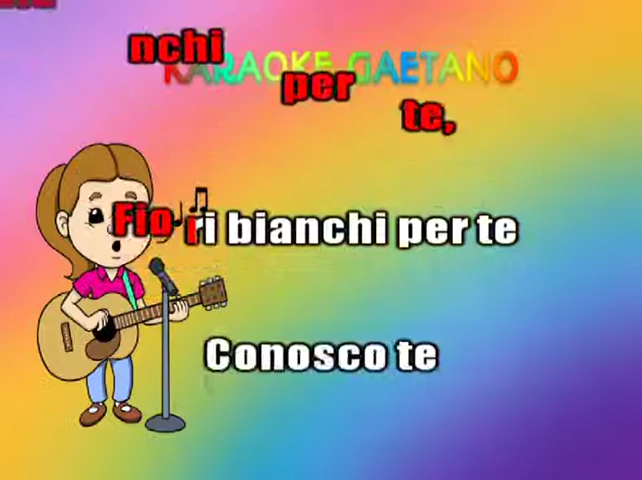 nchi
KARAOKE GAETANO
per
te,
Fiori bianchi per te
Conosco te